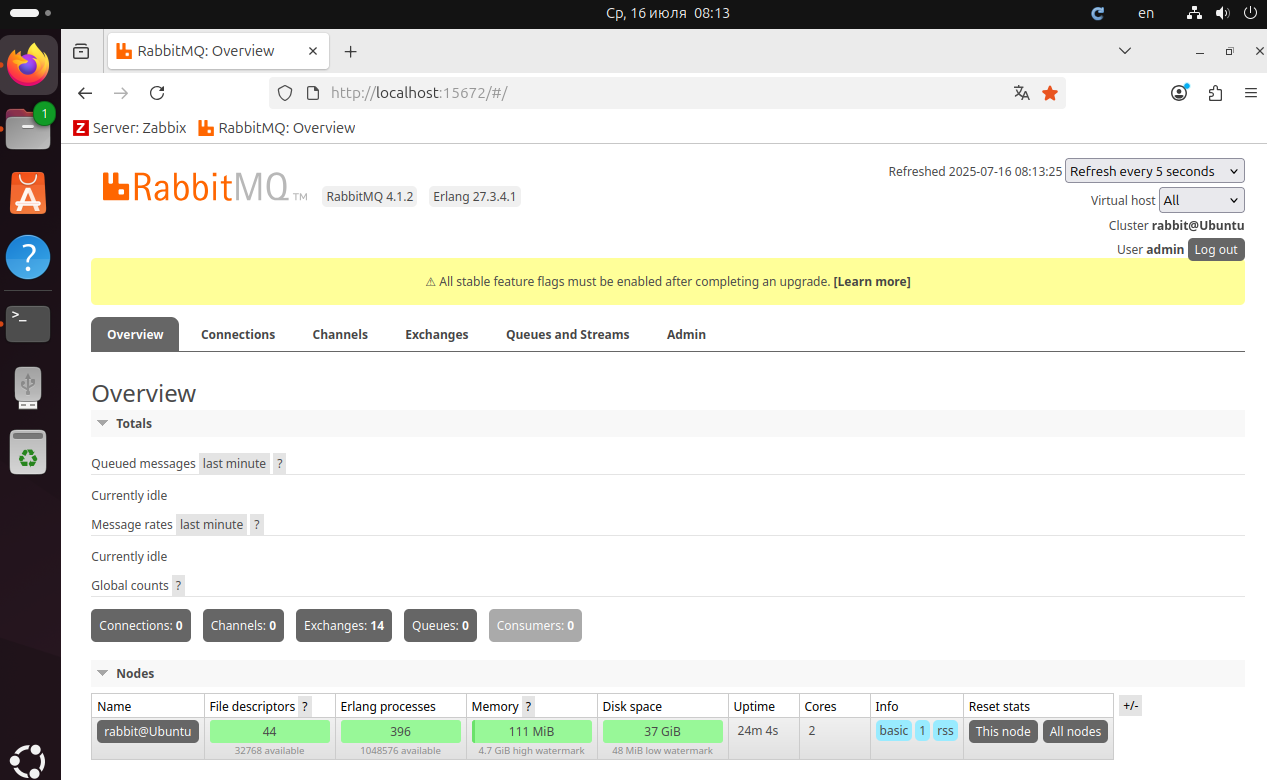 Ср, 16 июля 08:13
en
RabbitMQ: Overview
1
http://localhost:15672/#/
Z Server: Zabbix RabbitMQ: Overview
RabbitMQ TM RabbitMQ 4.1.2 Erlang 27.3.4.1
Refreshed 2025-07-16 08:13:25 Refresh every 5 seconds
Virtual host All
Cluster rabbit@Ubuntu
User admin Log out
⚠ All stable feature flags must be enabled after completing an upgrade. [Learn more]
Overview Connections Channels Exchanges Queues and Streams Admin
Overview
Totals
Queued messages last minute ?
Currently idle
Message rates last minute ?
Currently idle
Global counts ?
Connections: 0 Channels: 0 Exchanges: 14 Queues: 0 Consumers: 0
Nodes
Name File descriptors ? Erlang processes Memory ? Disk space Uptime Cores Info Reset stats +/-
rabbit@Ubuntu 44 396 111 MiB 37 GiB 24m 4s 2 basic 1 rss This node All nodes
32768 available 1048576 available 4.7 GiB high watermark 48 MiB low watermark